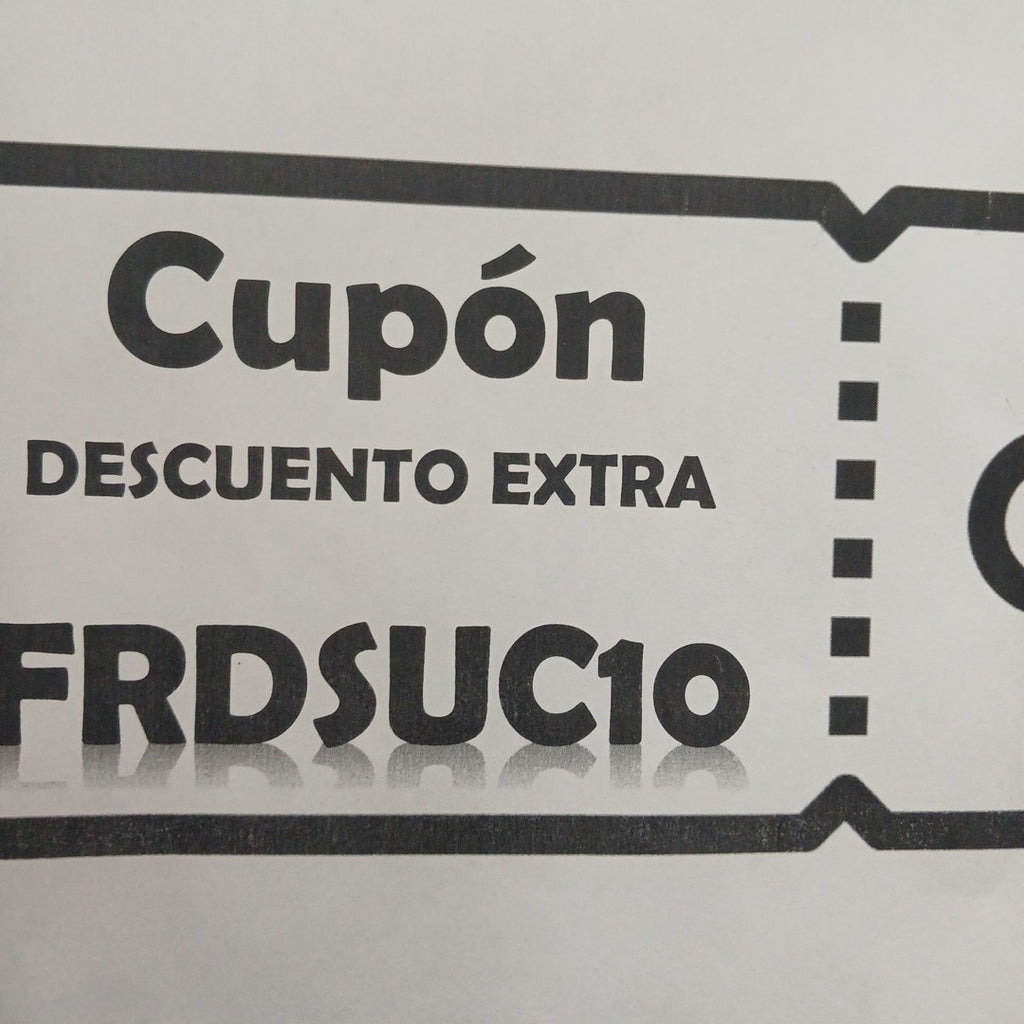 Cupón
DESCUENTO EXTRA
FRDSUC10